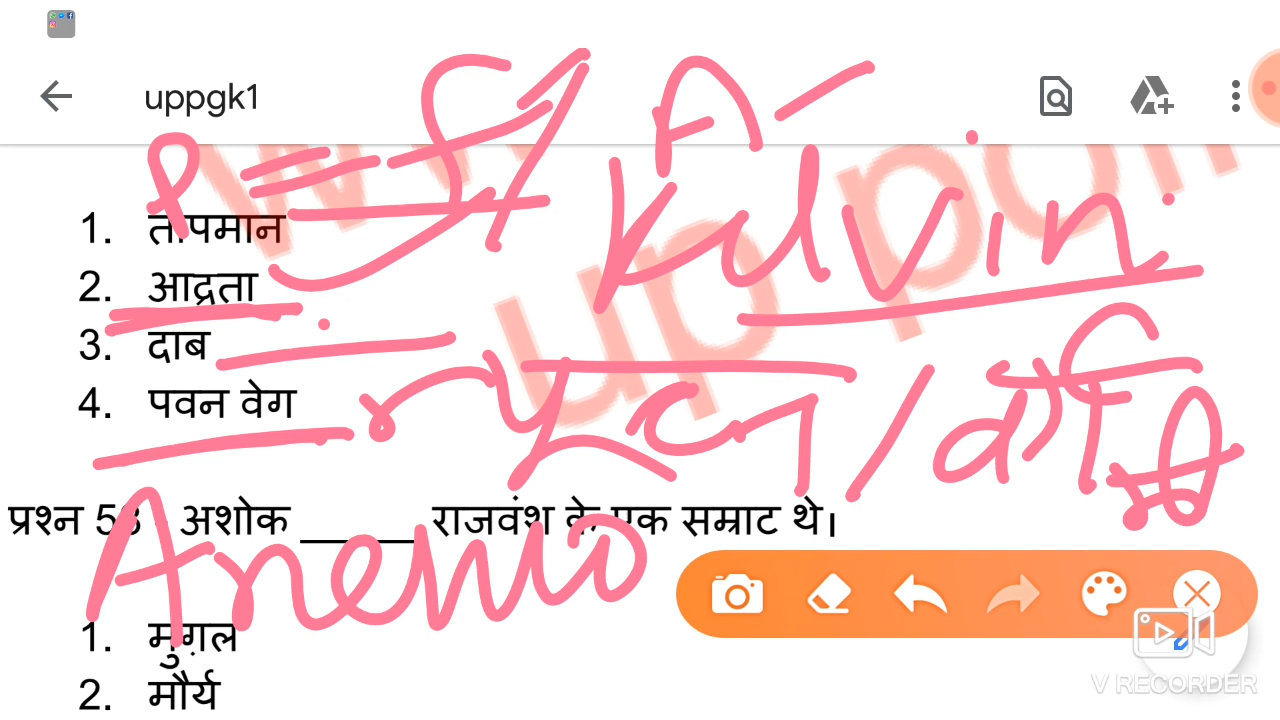 uppgk1
P = F/A
1. तापमान
Kelvin
2. आद्रता
3. दाब
4. पवन वेग
न्यूटन /
प्रश्न 58 - अशोक ______ राजवंश के एक सम्राट थे।
Anemo
1. मुग़ल
2. मौर्य
V RECORDER